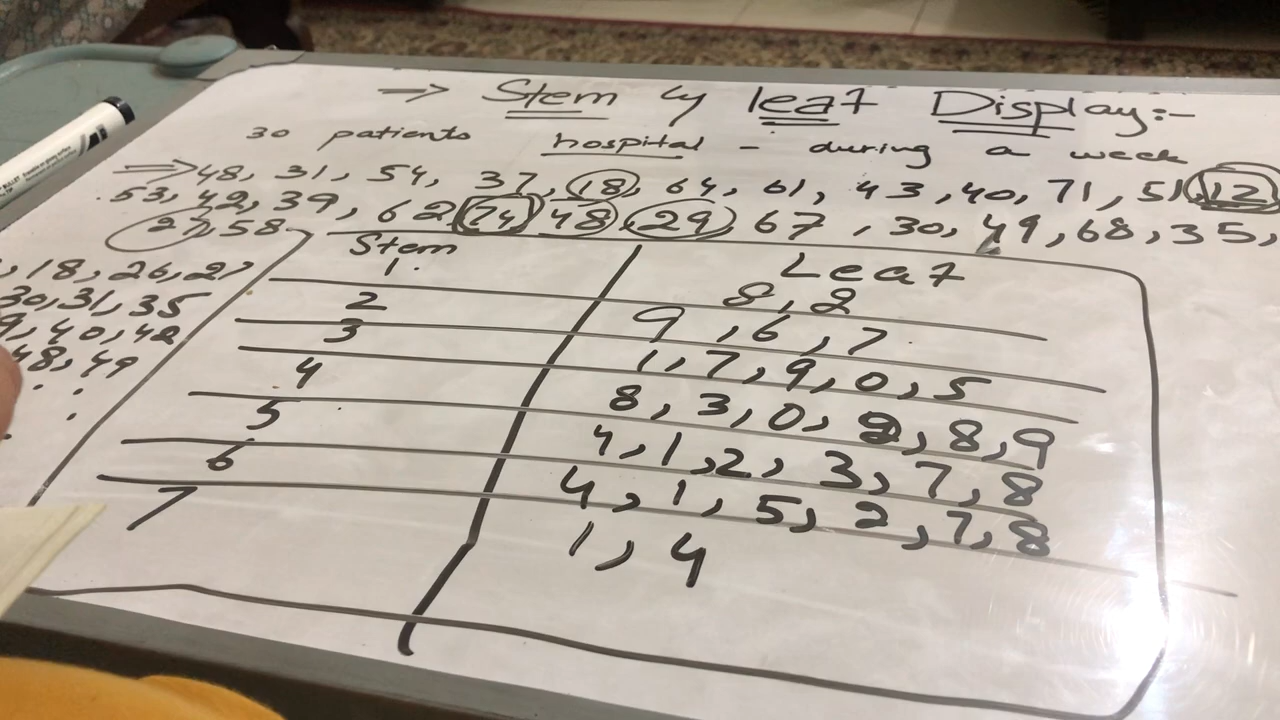 → Stem & leaf Display:-
30 patients hospital - during a week
⇒ 48, 31, 54, 37, 18, 64, 61, 43, 40, 71, 51, 12
53, 42, 39, 62, 74, 48, 29, 67, 30, 49, 68, 35,
27, 58
Stem Leaf
1 8, 2
2 9, 6, 7
3 1, 7, 9, 0, 5
4 8, 3, 0, 2, 8, 9
5 4, 1, 2, 3, 7, 8
6 4, 1, 5, 2, 7, 8
7 1, 4
, 18, 26, 27
30, 31, 35
9, 40, 42
48, 49